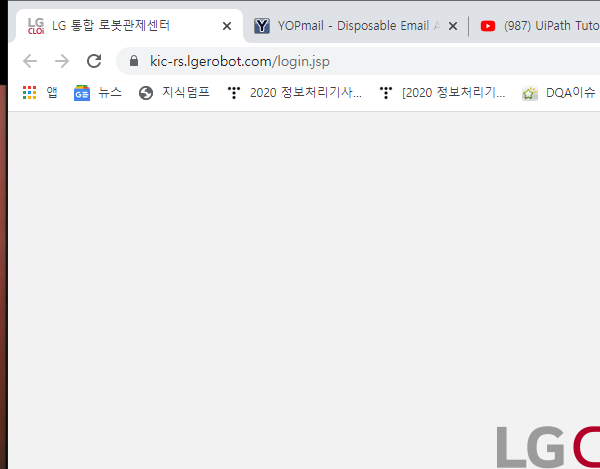 LG CLOi LG 통합 로봇관제센터 YOPmail - Disposable Email A (987) UiPath Tuto
kic-rs.lgerobot.com/login.jsp
앱 뉴스 지식덤프 2020 정보처리기사... [2020 정보처리기... DQA이슈
LG